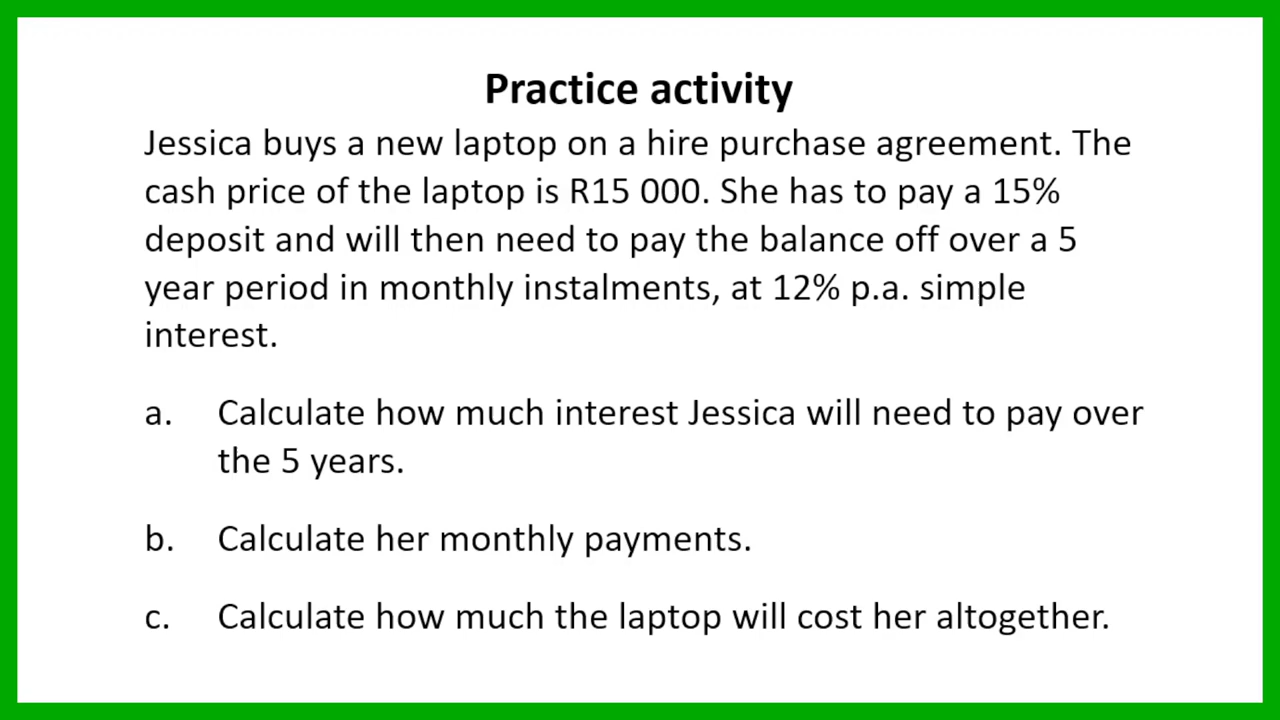 Practice activity
Jessica buys a new laptop on a hire purchase agreement. The
cash price of the laptop is R15 000. She has to pay a 15%
deposit and will then need to pay the balance off over a 5
year period in monthly instalments, at 12% p.a. simple
interest.
a. Calculate how much interest Jessica will need to pay over
the 5 years.
b. Calculate her monthly payments.
c. Calculate how much the laptop will cost her altogether.